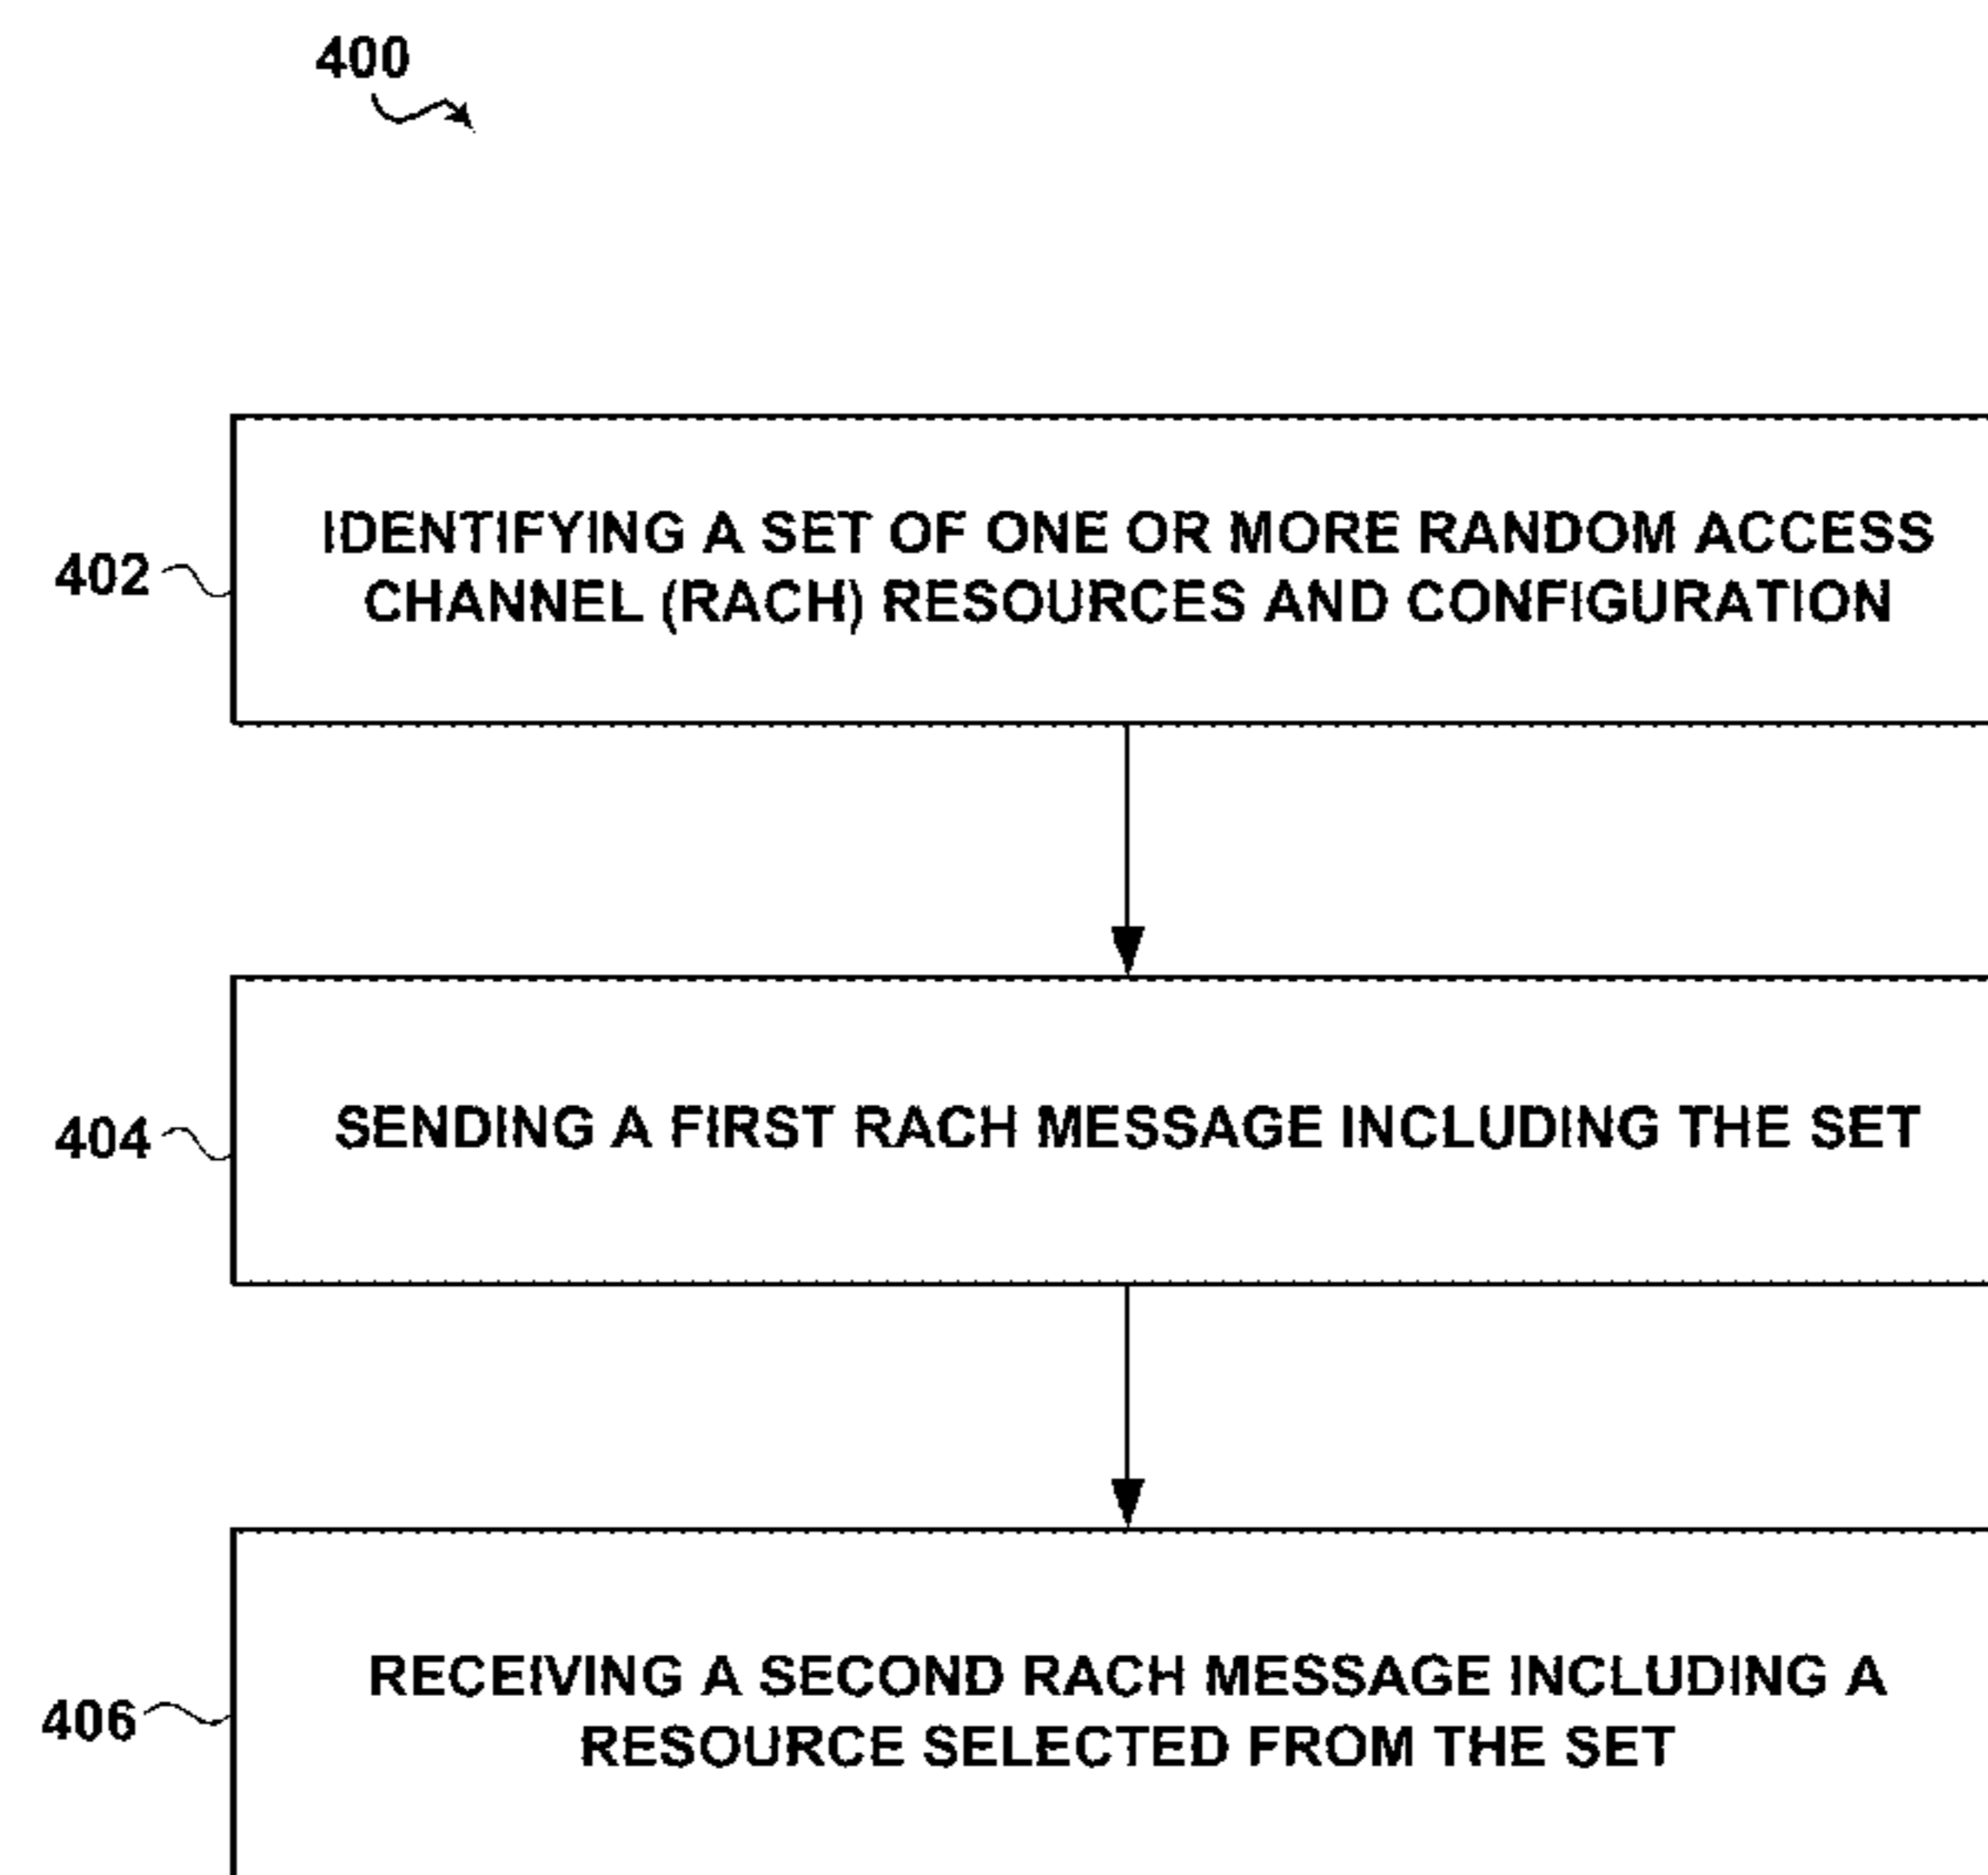 400
402
IDENTIFYING A SET OF ONE OR MORE RANDOM ACCESS
CHANNEL (RACH) RESOURCES AND CONFIGURATION
404
SENDING A FIRST RACH MESSAGE INCLUDING THE SET
406
RECEIVING A SECOND RACH MESSAGE INCLUDING A
RESOURCE SELECTED FROM THE SET